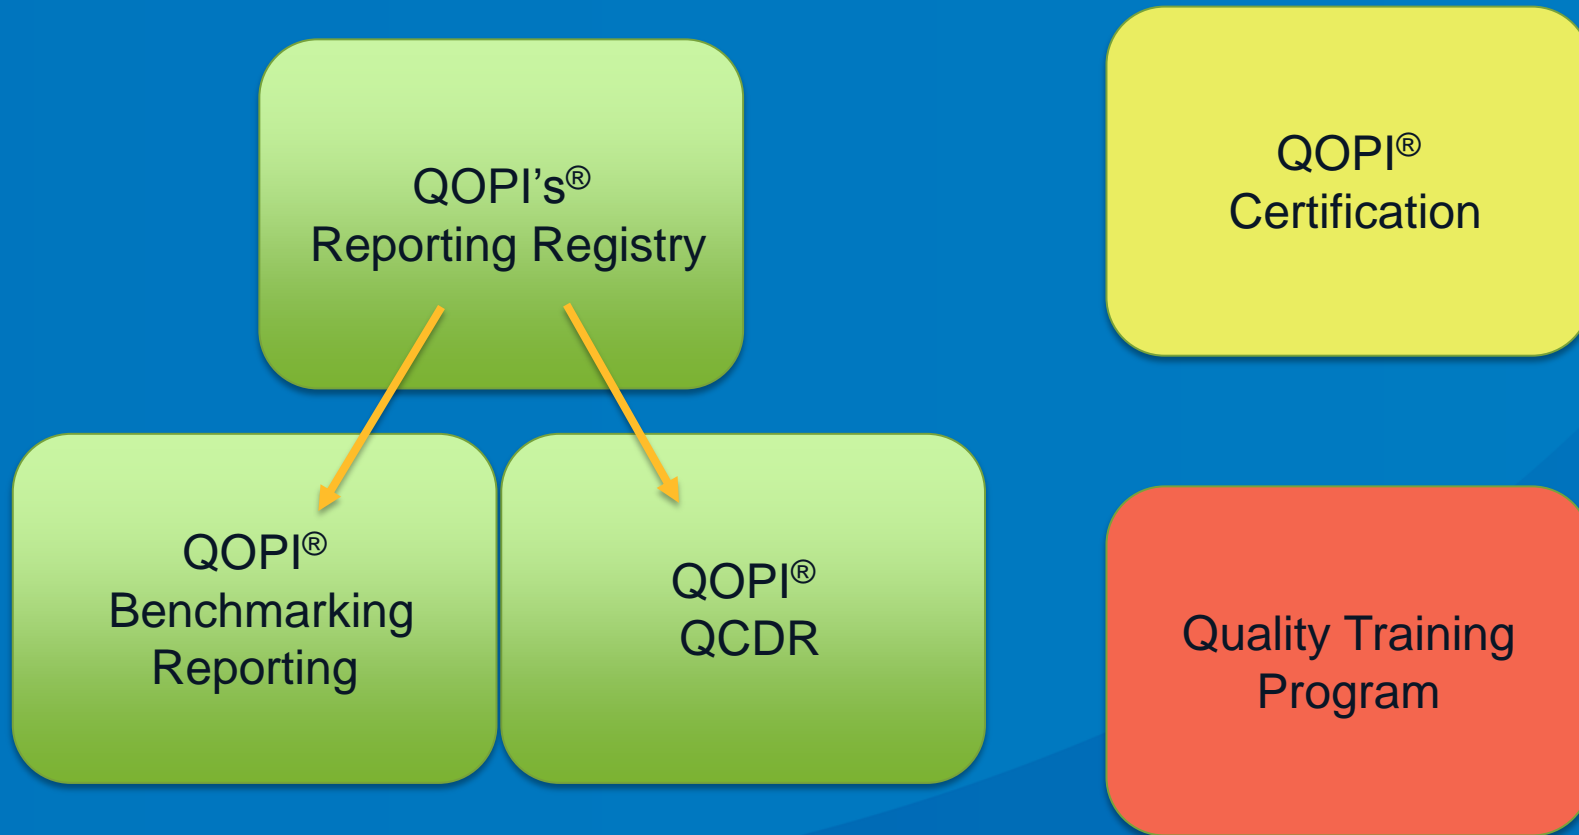 QOPI's®
Reporting Registry
QOPI®
Certification
QOPI®
Benchmarking
Reporting
QOPI®
QCDR
Quality Training
Program